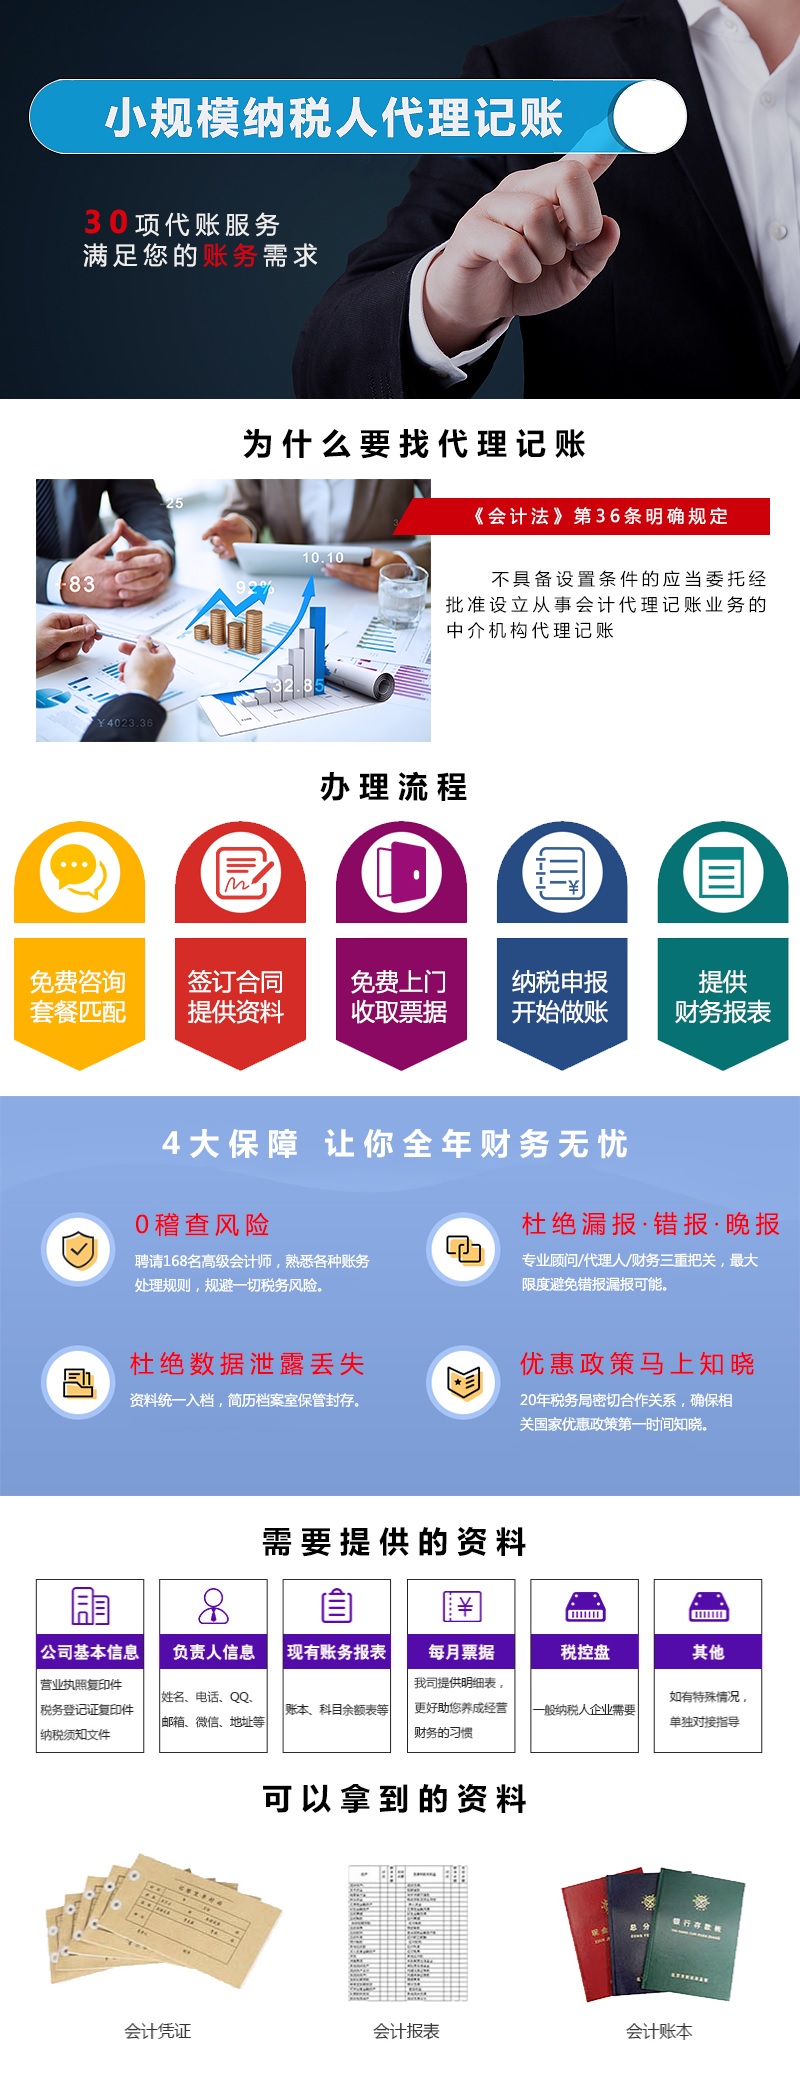 小规模纳税人代理记账
30项代账服务
满足您的账务需求
为什么要找代理记账
-25
10.10
-83
92%
32.85
Y4023.36
《会计法》第36条明确规定
不具备设置条件的应当委托经
批准设立从事会计代理记账业务的
中介机构代理记账
办理流程
免费咨询
套餐匹配
签订合同
提供资料
免费上门
收取票据
纳税申报
开始做账
提供
财务报表
4大保障 让你全年财务无忧
0稽查风险
聘请168名高级会计师，熟悉各种账务
处理规则，规避一切税务风险。
杜绝漏报·错报·晚报
专业顾问/代理人/财务三重把关，最大
限度避免错报漏报可能。
杜绝数据泄露丢失
资料统一入档，简历档案室保管封存。
优惠政策马上知晓
20年税务局密切合作关系，确保相
关国家优惠政策第一时间知晓。
需要提供的资料
公司基本信息
营业执照复印件
税务登记证复印件
纳税须知文件
负责人信息
姓名、电话、QQ、
邮箱、微信、地址等
现有账务报表
账本、科目余额表等
每月票据
我司提供明细表，
更好助您养成经营
财务的习惯
税控盘
一般纳税人企业需要
其他
如有特殊情况，
单独对接指导
可以拿到的资料
银行存款账
会计凭证
会计报表
会计账本